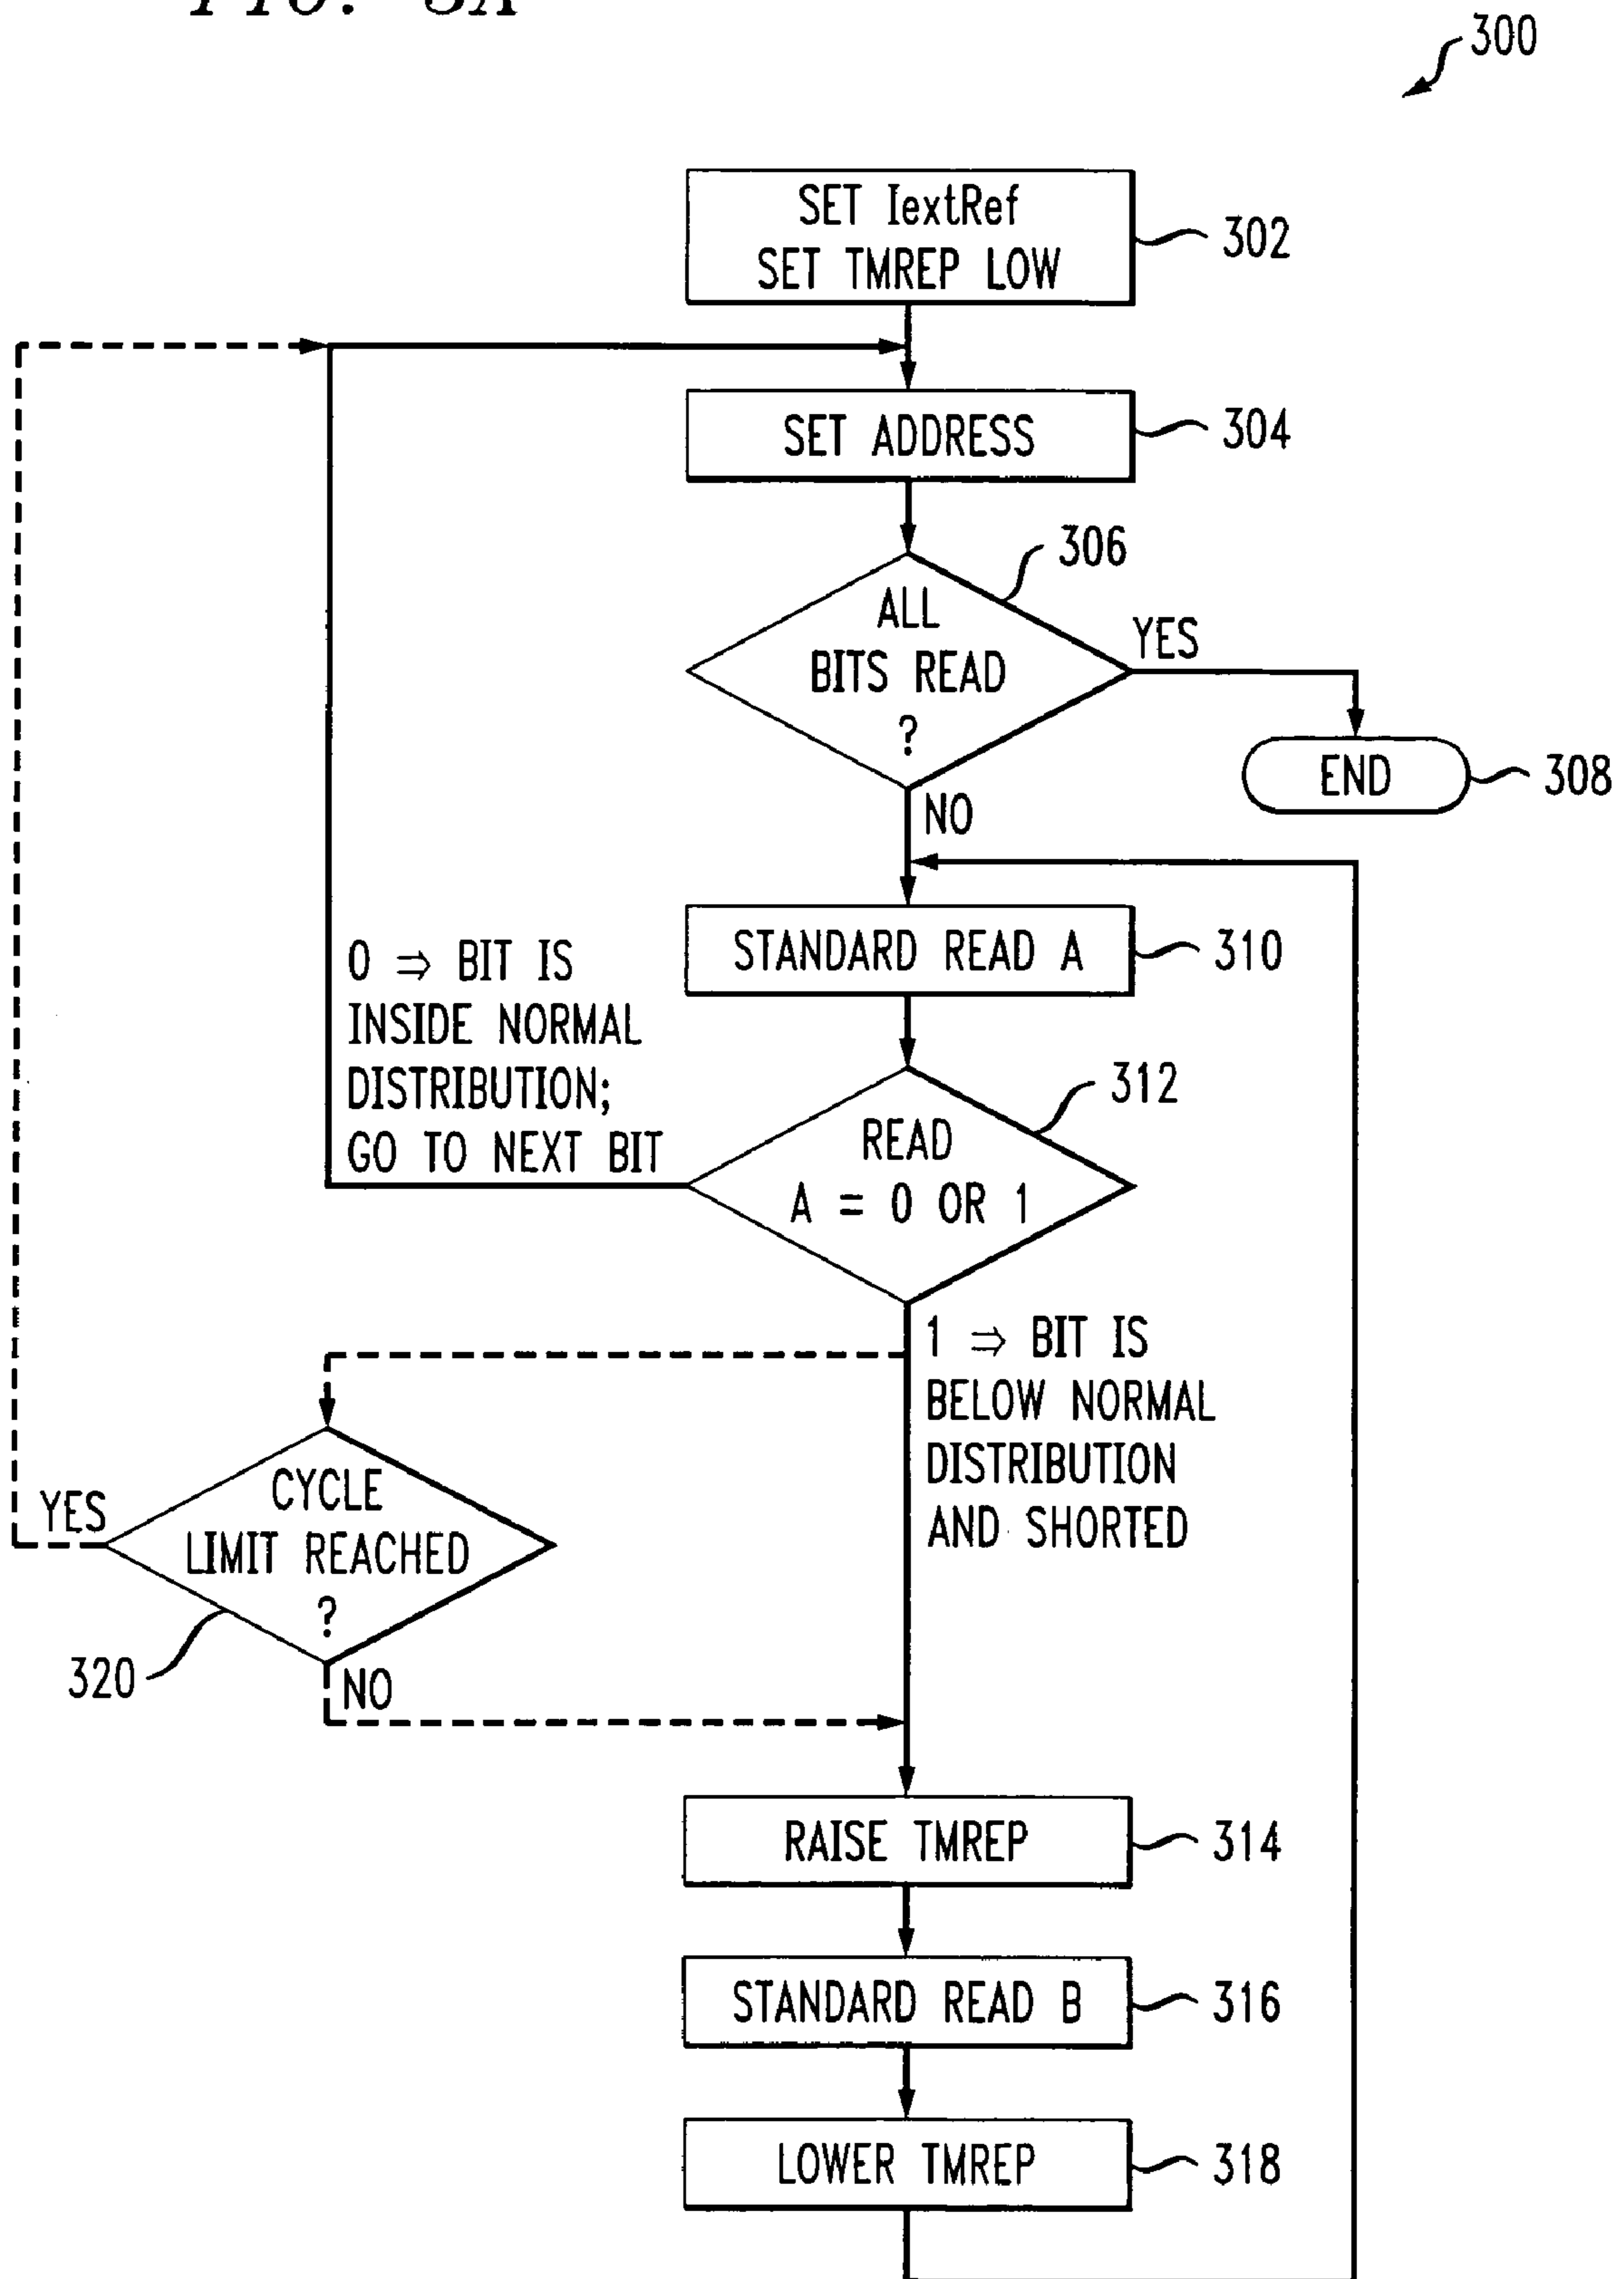 FIG. 3A
300
SET IextRef
SET TMREP LOW
302
SET ADDRESS
304
306
ALL
BITS READ
?
YES
END
308
NO
STANDARD READ A
310
0 ⇒ BIT IS
INSIDE NORMAL
DISTRIBUTION;
GO TO NEXT BIT
312
READ
A = 0 OR 1
1 ⇒ BIT IS
BELOW NORMAL
DISTRIBUTION
AND SHORTED
YES
CYCLE
LIMIT REACHED
?
320
NO
RAISE TMREP
314
STANDARD READ B
316
LOWER TMREP
318